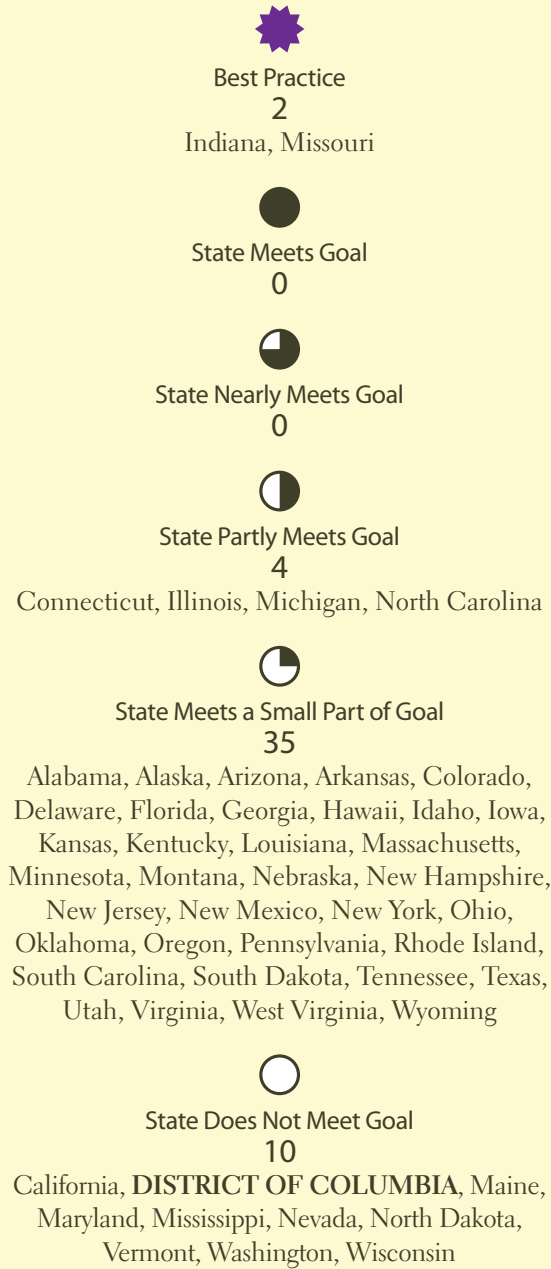 Best Practice
2
Indiana, Missouri
State Meets Goal
0
State Nearly Meets Goal
0
State Partly Meets Goal
4
Connecticut, Illinois, Michigan, North Carolina
State Meets a Small Part of Goal
35
Alabama, Alaska, Arizona, Arkansas, Colorado,
Delaware, Florida, Georgia, Hawaii, Idaho, Iowa,
Kansas, Kentucky, Louisiana, Massachusetts,
Minnesota, Montana, Nebraska, New Hampshire,
New Jersey, New Mexico, New York, Ohio,
Oklahoma, Oregon, Pennsylvania, Rhode Island,
South Carolina, South Dakota, Tennessee, Texas,
Utah, Virginia, West Virginia, Wyoming
State Does Not Meet Goal
10
California, DISTRICT OF COLUMBIA, Maine,
Maryland, Mississippi, Nevada, North Dakota,
Vermont, Washington, Wisconsin